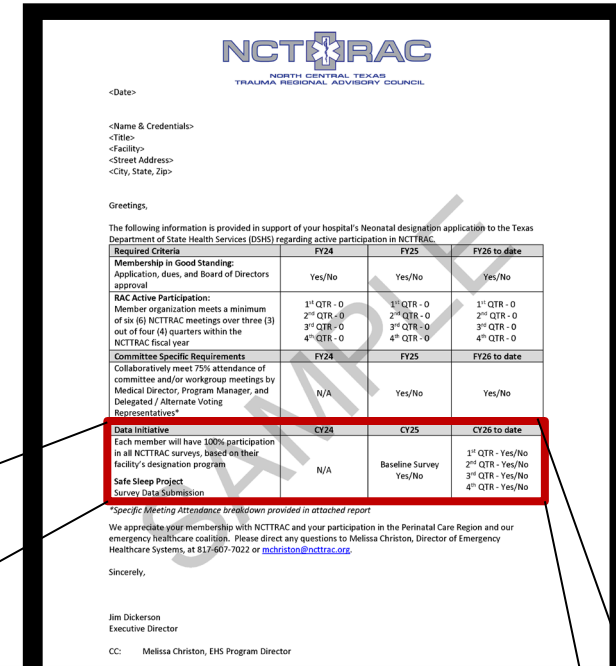 NCTTRAC
NORTH CENTRAL TEXAS
TRAUMA REGIONAL ADVISORY COUNCIL
<Date>
<Name & Credentials>
<Title>
<Facility>
<Street Address>
<City, State, Zip>
Greetings,
The following information is provided in support of your hospital's Neonatal designation application to the Texas
Department of State Health Services (DSHS) regarding active participation in NCTTRAC.
Required Criteria FY24 FY25 FY26 to date
Membership in Good Standing:
Application, dues, and Board of Directors
approval
Yes/No Yes/No Yes/No
RAC Active Participation:
Member organization meets a minimum
of six (6) NCTTRAC meetings over three (3)
out of four (4) quarters within the
NCTTRAC fiscal year
1st QTR - 0 1st QTR - 0 1st QTR - 0
2nd QTR - 0 2nd QTR - 0 2nd QTR - 0
3rd QTR - 0 3rd QTR - 0 3rd QTR - 0
4th QTR - 0 4th QTR - 0 4th QTR - 0
Committee Specific Requirements FY24 FY25 FY26 to date
Collaboratively meet 75% attendance of
committee and/or workgroup meetings by
Medical Director, Program Manager, and
Delegated / Alternate Voting
Representatives*
N/A Yes/No Yes/No
Data Initiative CY24 CY25 CY26 to date
Each member will have 100% participation
in all NCTTRAC surveys, based on their
facility's designation program
Safe Sleep Project
Survey Data Submission
N/A
Baseline Survey
Yes/No
1st QTR - Yes/No
2nd QTR - Yes/No
3rd QTR - Yes/No
4th QTR - Yes/No
*Specific Meeting Attendance breakdown provided in attached report
We appreciate your membership with NCTTRAC and your participation in the Perinatal Care Region and our
emergency healthcare coalition. Please direct any questions to Melissa Christon, Director of Emergency
Healthcare Systems, at 817-607-7022 or mchriston@ncttrac.org.
Sincerely,
Jim Dickerson
Executive Director
CC: Melissa Christon, EHS Program Director
SAMPLE